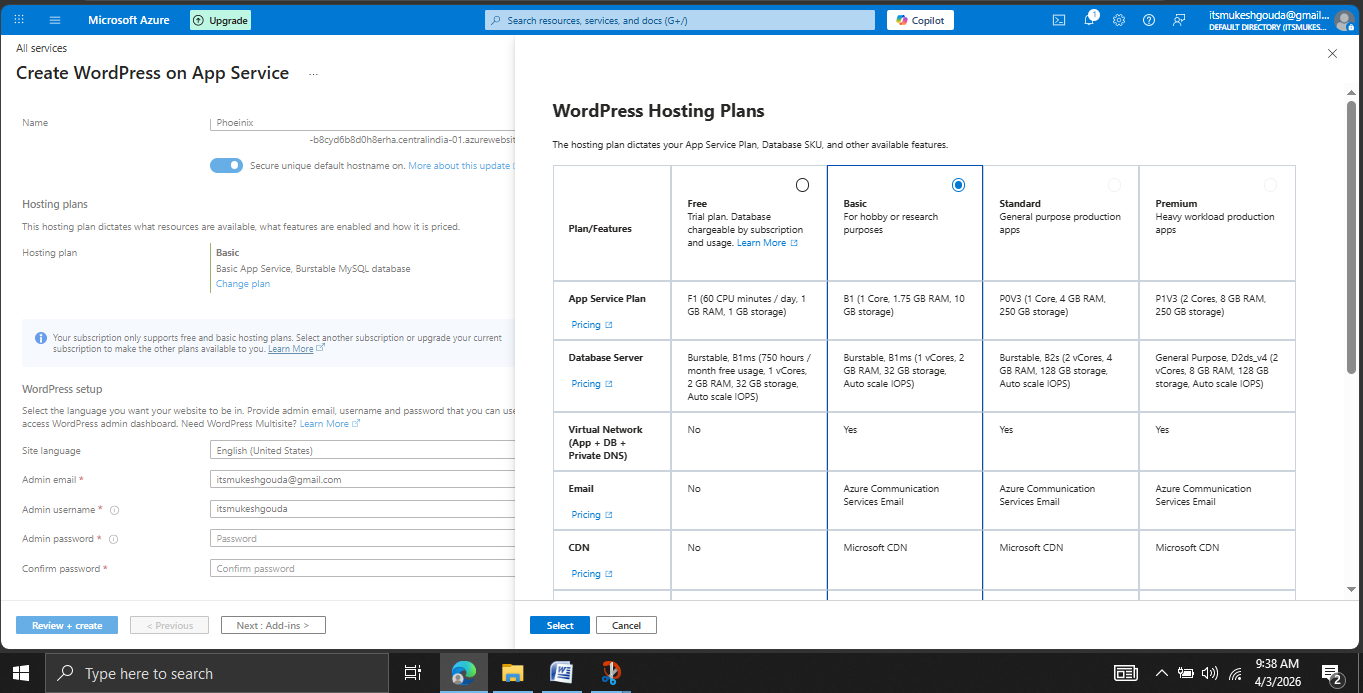 Microsoft Azure
Upgrade
Search resources, services, and docs (G+/)
Copilot
1
itsmukeshgouda@gmail...
DEFAULT DIRECTORY (ITSMUKES...
All services
Create WordPress on App Service
...
Name
Phoeinix
-b8cyd6b8d0h8erha.centralindia-01.azurewebsit
Secure unique default hostname on. More about this update
Hosting plans
This hosting plan dictates what resources are available, what features are enabled and how it is priced.
Hosting plan
Basic
Basic App Service, Burstable MySQL database
Change plan
Your subscription only supports free and basic hosting plans. Select another subscription or upgrade your current
subscription to make the other plans available to you. Learn More
WordPress setup
Select the language you want your website to be in. Provide admin email, username and password that you can use
access WordPress admin dashboard. Need WordPress Multisite? Learn More
Site language
English (United States)
Admin email *
itsmukeshgouda@gmail.com
Admin username *
itsmukeshgouda
Admin password *
Password
Confirm password *
Confirm password
Review + create
< Previous
Next : Add-ins >
WordPress Hosting Plans
The hosting plan dictates your App Service Plan, Database SKU, and other available features.
Plan/Features
Free
Trial plan. Database
chargeable by subscription
and usage. Learn More
Basic
For hobby or research
purposes
Standard
General purpose production
apps
Premium
Heavy workload production
apps
App Service Plan
Pricing
F1 (60 CPU minutes / day, 1
GB RAM, 1 GB storage)
B1 (1 Core, 1.75 GB RAM, 10
GB storage)
P0V3 (1 Core, 4 GB RAM,
250 GB storage)
P1V3 (2 Cores, 8 GB RAM,
250 GB storage)
Database Server
Pricing
Burstable, B1ms (750 hours /
month free usage, 1 vCores,
2 GB RAM, 32 GB storage,
Auto scale IOPS)
Burstable, B1ms (1 vCores, 2
GB RAM, 32 GB storage,
Auto scale IOPS)
Burstable, B2s (2 vCores, 4
GB RAM, 128 GB storage,
Auto scale IOPS)
General Purpose, D2ds_v4 (2
vCores, 8 GB RAM, 128 GB
storage, Auto scale IOPS)
Virtual Network
(App + DB +
Private DNS)
No
Yes
Yes
Yes
Email
Pricing
No
Azure Communication
Services Email
Azure Communication
Services Email
Azure Communication
Services Email
CDN
Pricing
No
Microsoft CDN
Microsoft CDN
Microsoft CDN
Select
Cancel
Type here to search
9:38 AM
4/3/2026
2